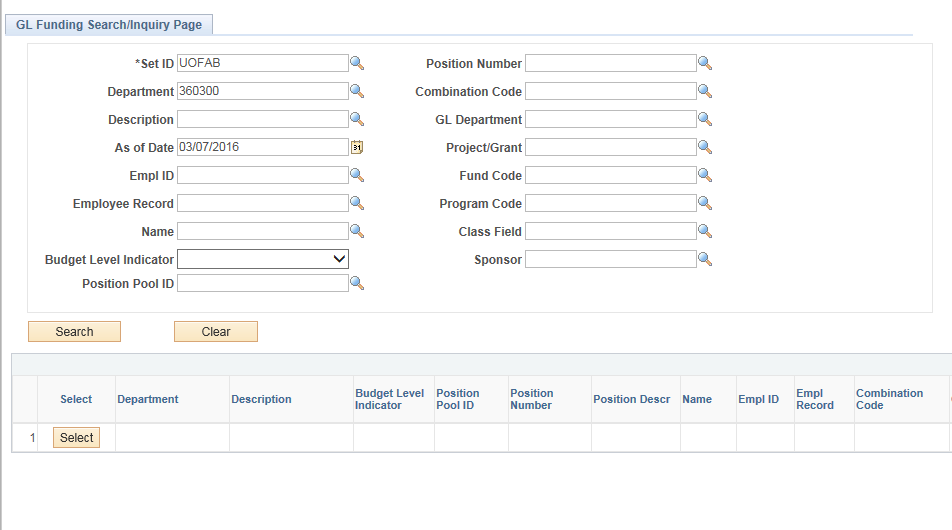 GL Funding Search/Inquiry Page
*Set ID UOFAB Position Number
Department 360300 Combination Code
Description GL Department
As of Date 03/07/2016 31 Project/Grant
Empl ID Fund Code
Employee Record Program Code
Name Class Field
Budget Level Indicator Sponsor
Position Pool ID
Search Clear
Select Department Description Budget Level Indicator Position Pool ID Position Number Position Descr Name Empl ID Empl Record Combination Code
1 Select